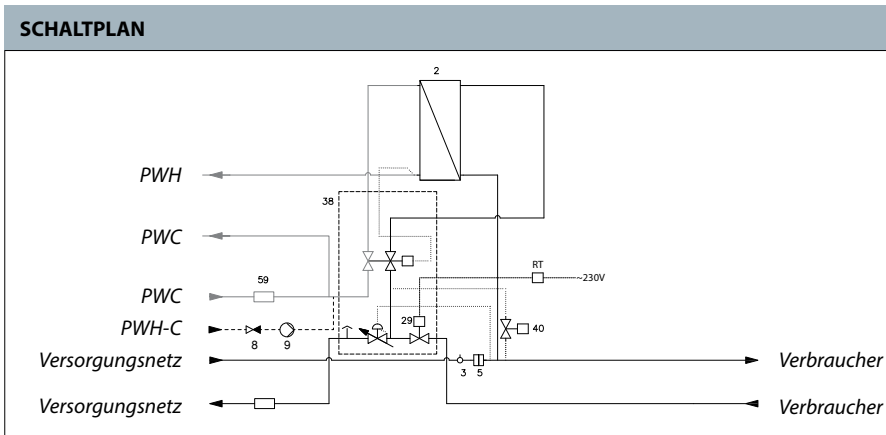 SCHALTPLAN
2
PWH
38
PWC
RT
~230V
59
PWC
29
40
PWH-C
8
9
Versorgungsnetz
3
5
Verbraucher
Versorgungsnetz
Verbraucher